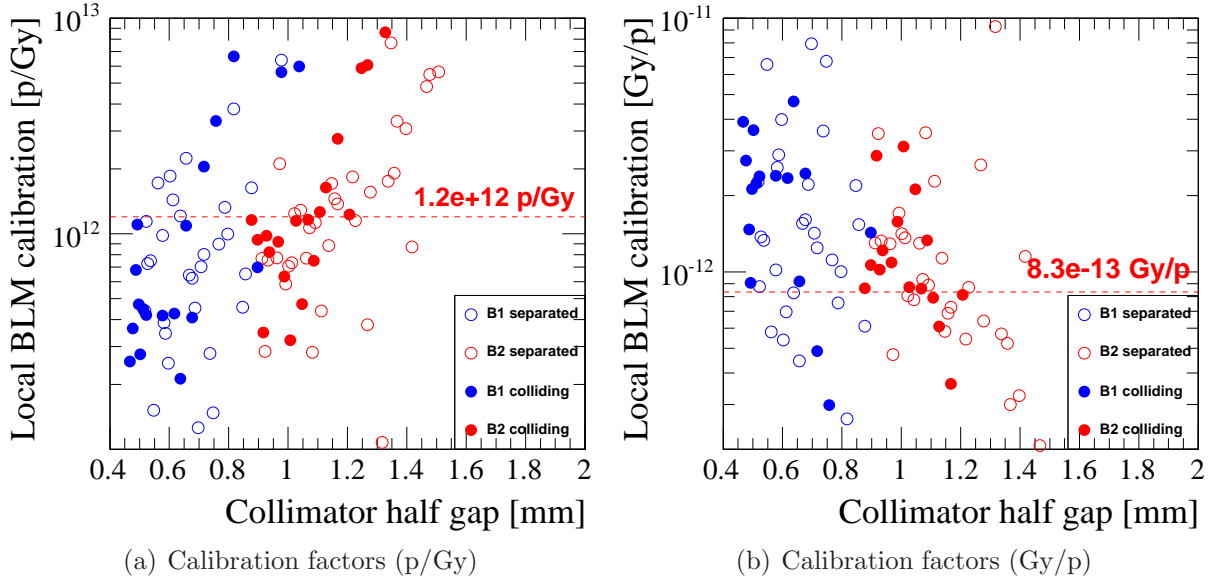 10^13
10^12
Local BLM calibration [p/Gy]
1.2e+12 p/Gy
B1 separated
B2 separated
B1 colliding
B2 colliding
0.4 0.6 0.8 1 1.2 1.4 1.6 1.8 2
Collimator half gap [mm]
(a) Calibration factors (p/Gy)
10^-11
10^-12
Local BLM calibration [Gy/p]
8.3e-13 Gy/p
B1 separated
B2 separated
B1 colliding
B2 colliding
0.4 0.6 0.8 1 1.2 1.4 1.6 1.8 2
Collimator half gap [mm]
(b) Calibration factors (Gy/p)